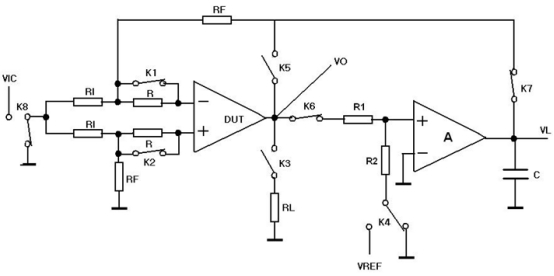 RF
K1
K5
VO
K7
VIC
K8
RI
R
−
DUT
+
K6
R1
+
A
−
VL
RI
R
K2
K3
R2
C
RF
RL
K4
VREF